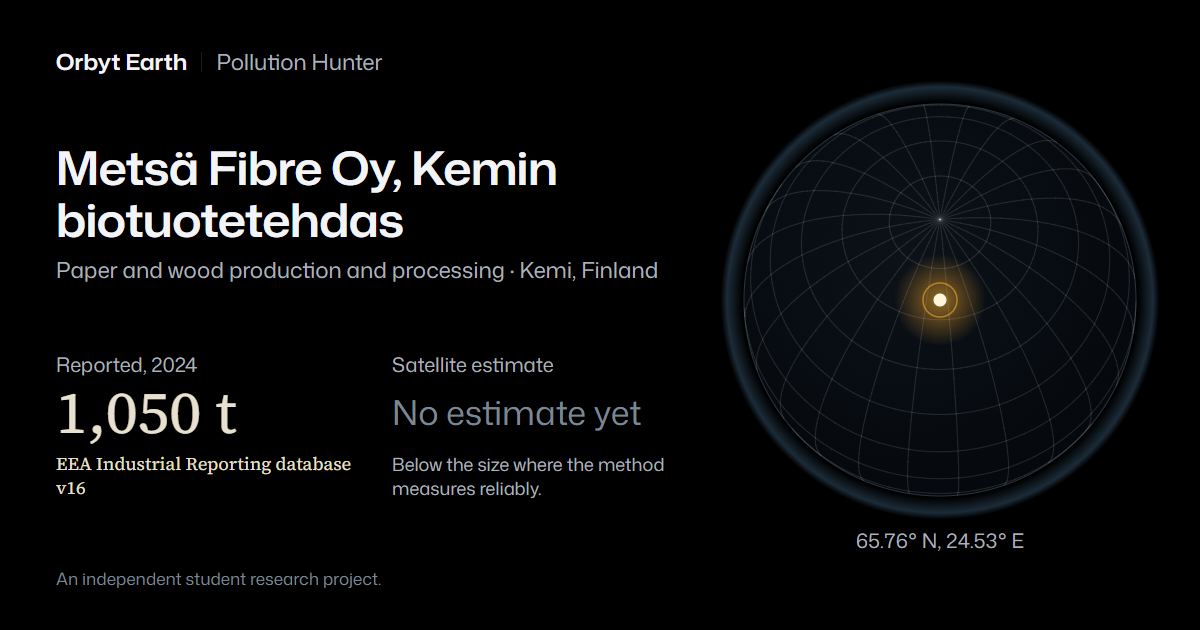 Orbyt Earth | Pollution Hunter
Metsä Fibre Oy, Kemin
biotuotetehdas
Paper and wood production and processing · Kemi, Finland
Reported, 2024
1,050 t
EEA Industrial Reporting database
v16
Satellite estimate
No estimate yet
Below the size where the method
measures reliably.
65.76° N, 24.53° E
An independent student research project.